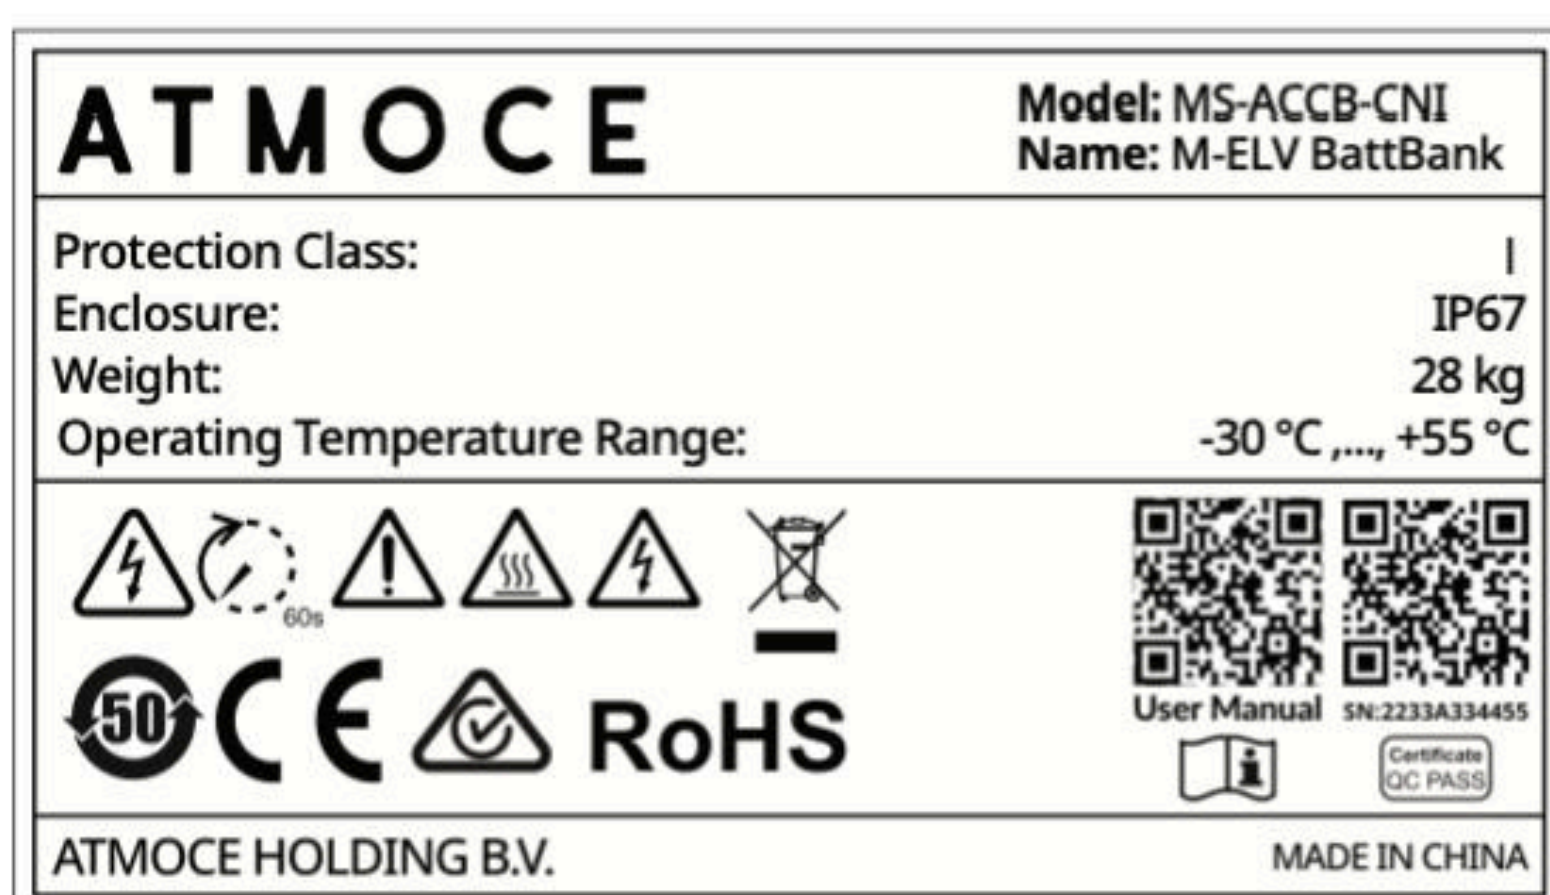 ATMOCE
Model: MS-ACCB-CNI
Name: M-ELV BattBank
Protection Class: I
Enclosure: IP67
Weight: 28 kg
Operating Temperature Range: -30 °C ,..., +55 °C
60s
50
CE
RoHS
User Manual
SN:2233A334455
Certificate
QC PASS
ATMOCE HOLDING B.V.
MADE IN CHINA